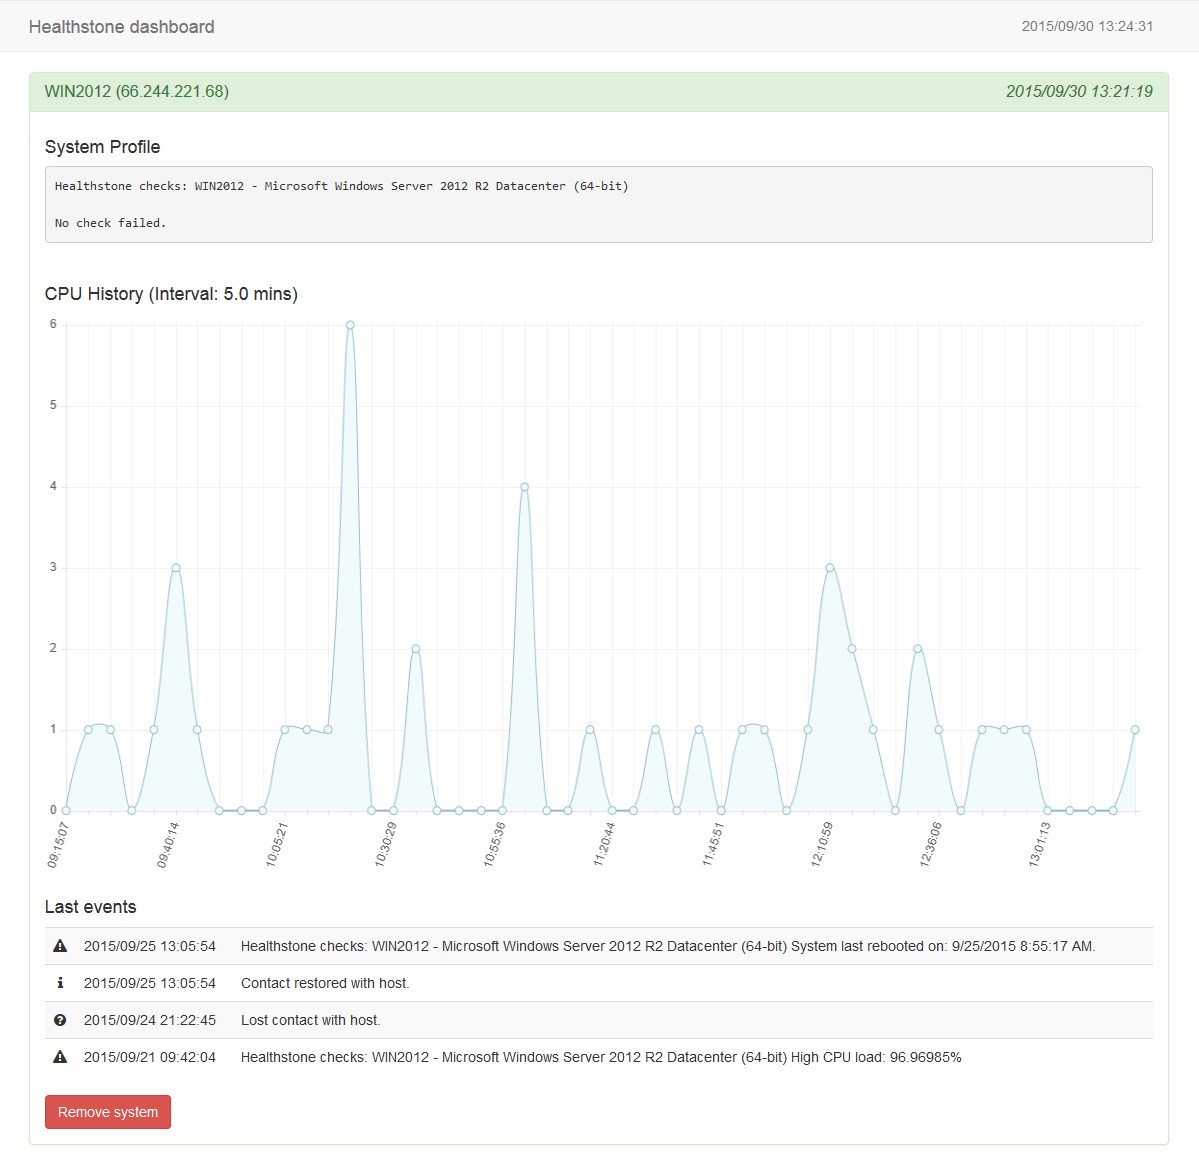 Healthstone dashboard 2015/09/30 13:24:31
WIN2012 (66.244.221.68) 2015/09/30 13:21:19
System Profile
Healthstone checks: WIN2012 - Microsoft Windows Server 2012 R2 Datacenter (64-bit)
No check failed.
CPU History (Interval: 5.0 mins)
6
5
4
3
2
1
0
09:15:07 09:40:14 10:05:21 10:30:29 10:55:36 11:20:44 11:45:51 12:10:59 12:36:06 13:01:13
Last events
2015/09/25 13:05:54 Healthstone checks: WIN2012 - Microsoft Windows Server 2012 R2 Datacenter (64-bit) System last rebooted on: 9/25/2015 8:55:17 AM.
2015/09/25 13:05:54 Contact restored with host.
2015/09/24 21:22:45 Lost contact with host.
2015/09/21 09:42:04 Healthstone checks: WIN2012 - Microsoft Windows Server 2012 R2 Datacenter (64-bit) High CPU load: 96.96985%
Remove system